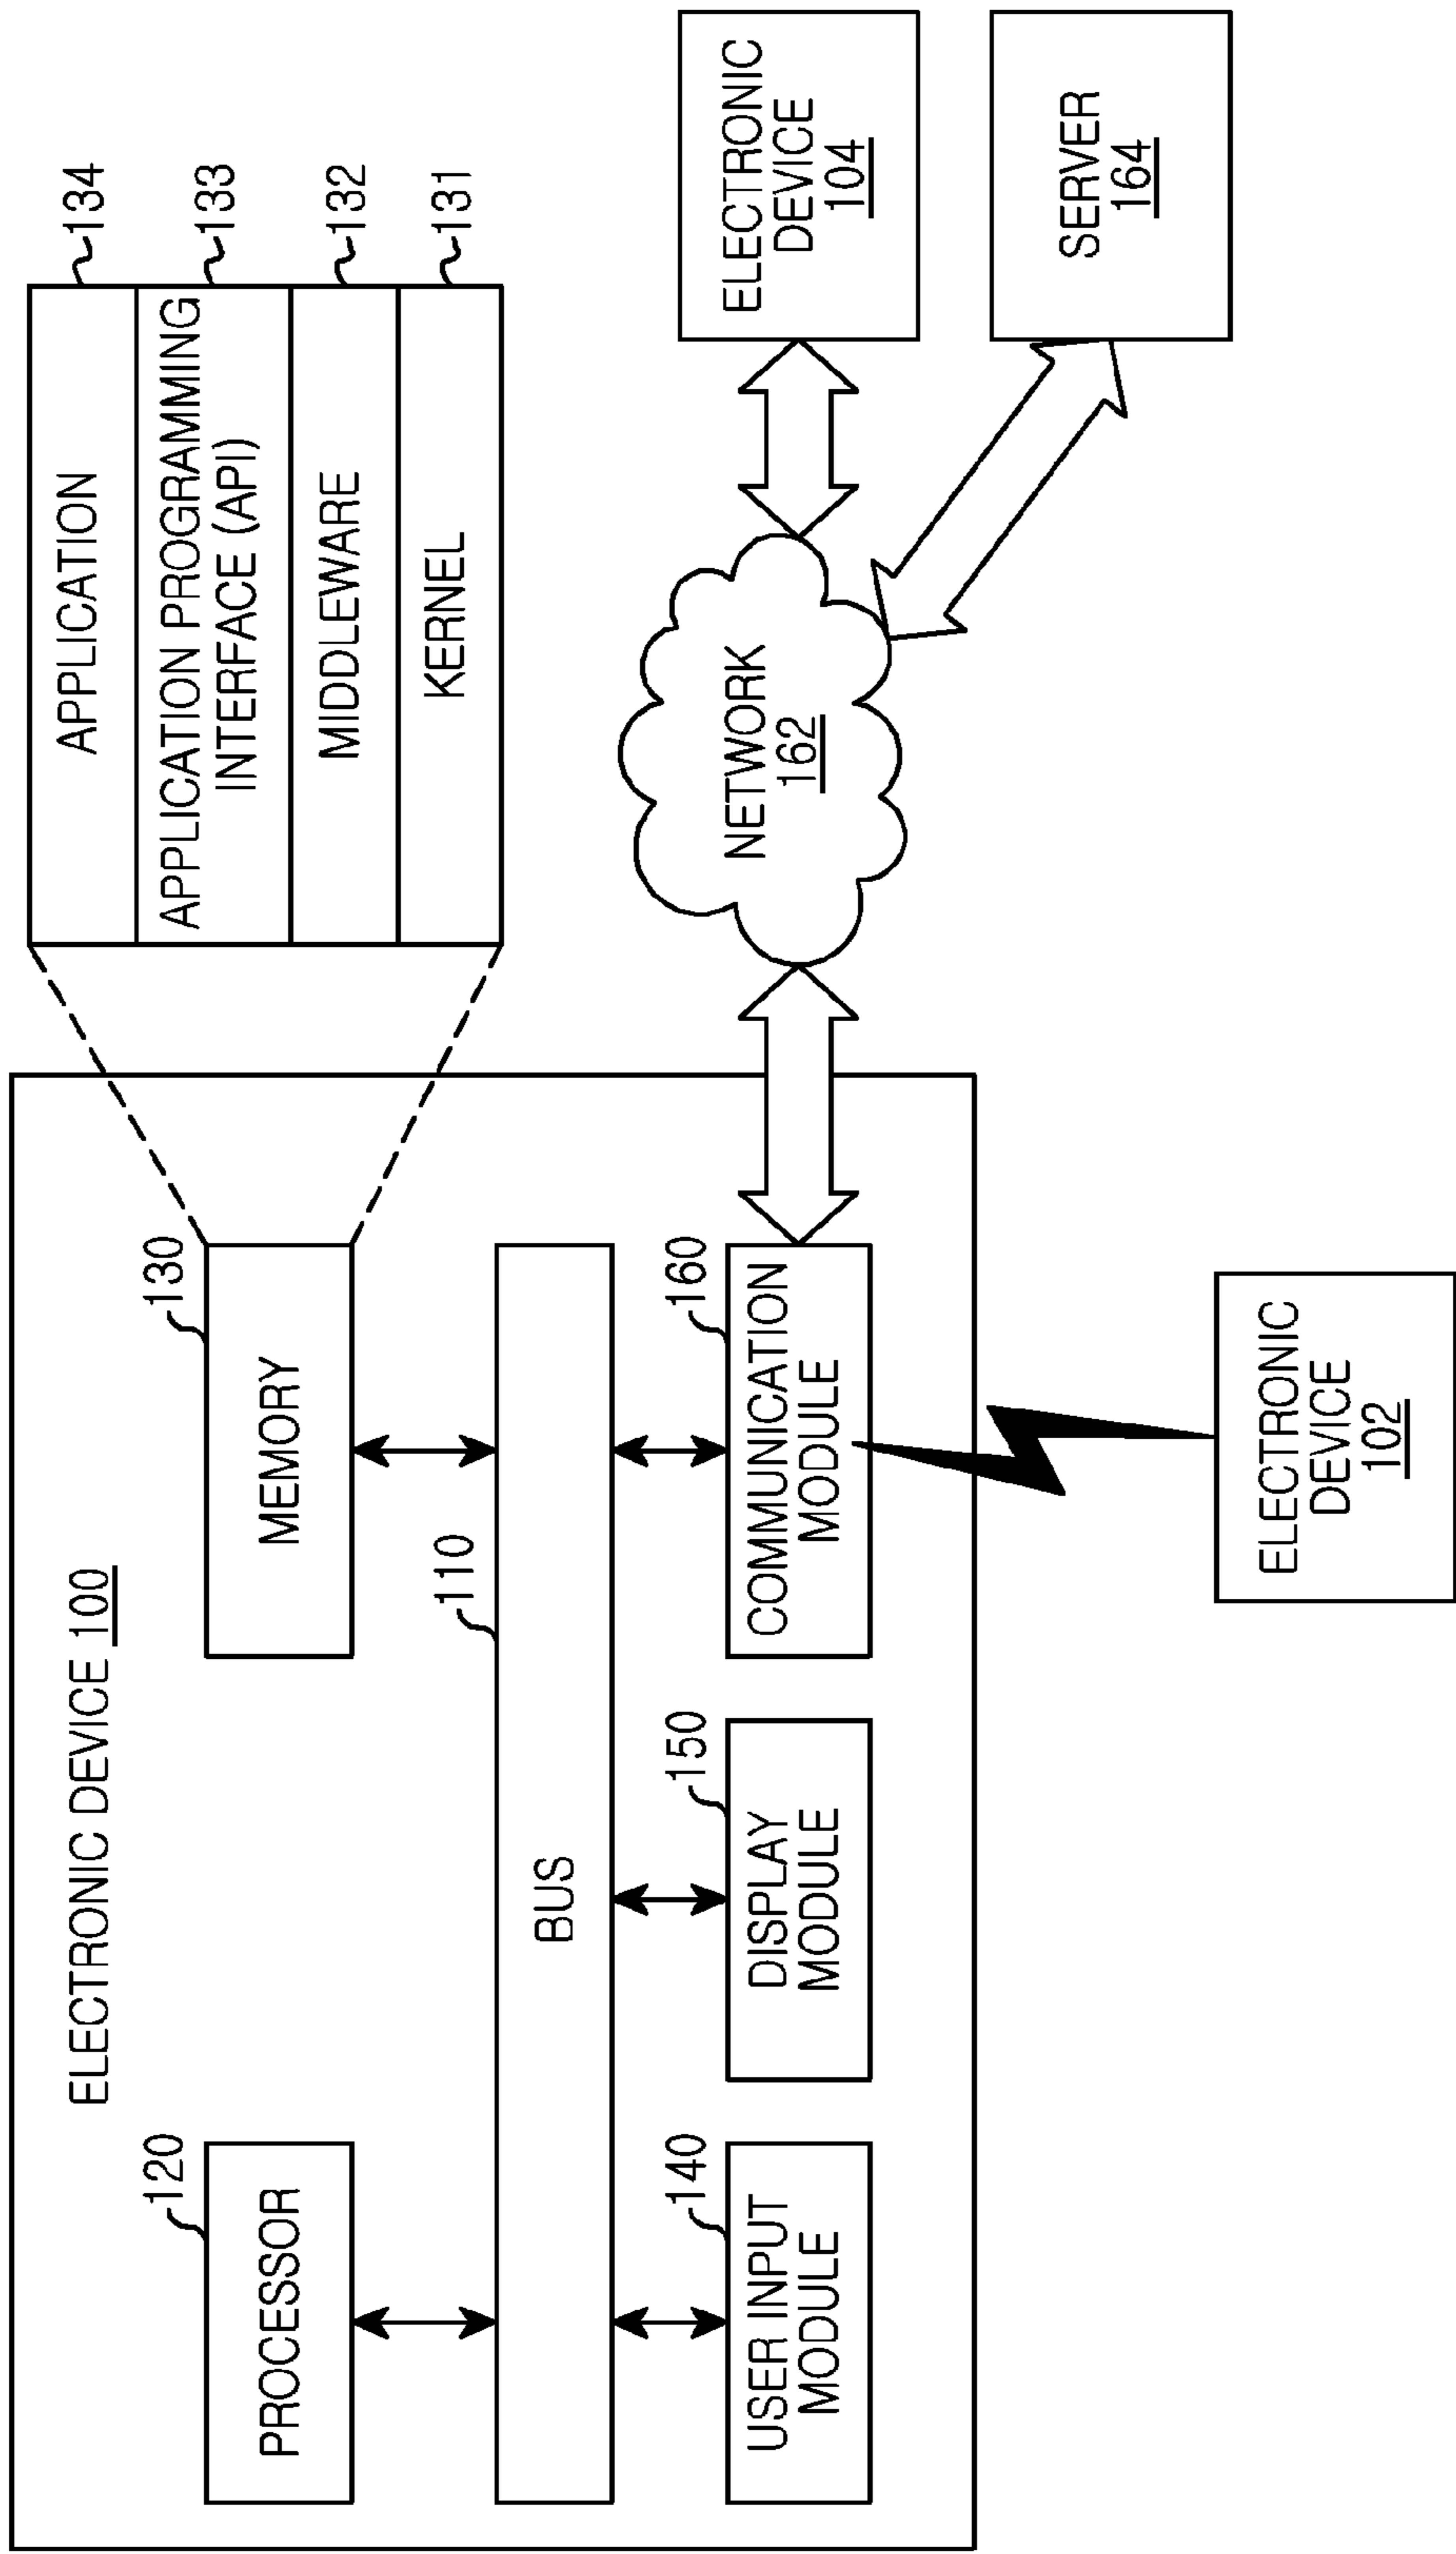 ELECTRONIC DEVICE 100
PROCESSOR
120
MEMORY
130
BUS
110
USER INPUT
MODULE
140
DISPLAY
MODULE
150
COMMUNICATION
MODULE
160
APPLICATION
134
APPLICATION PROGRAMMING
INTERFACE (API)
133
MIDDLEWARE
132
KERNEL
131
NETWORK
162
ELECTRONIC
DEVICE
104
SERVER
164
ELECTRONIC
DEVICE
102